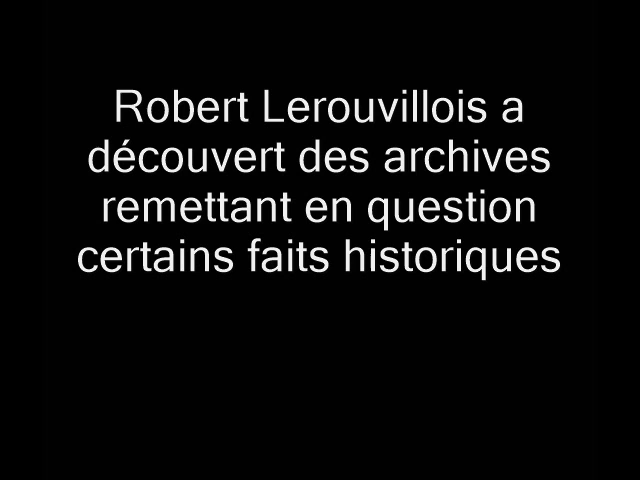 Robert Lerouvillois a
découvert des archives
remettant en question
certains faits historiques